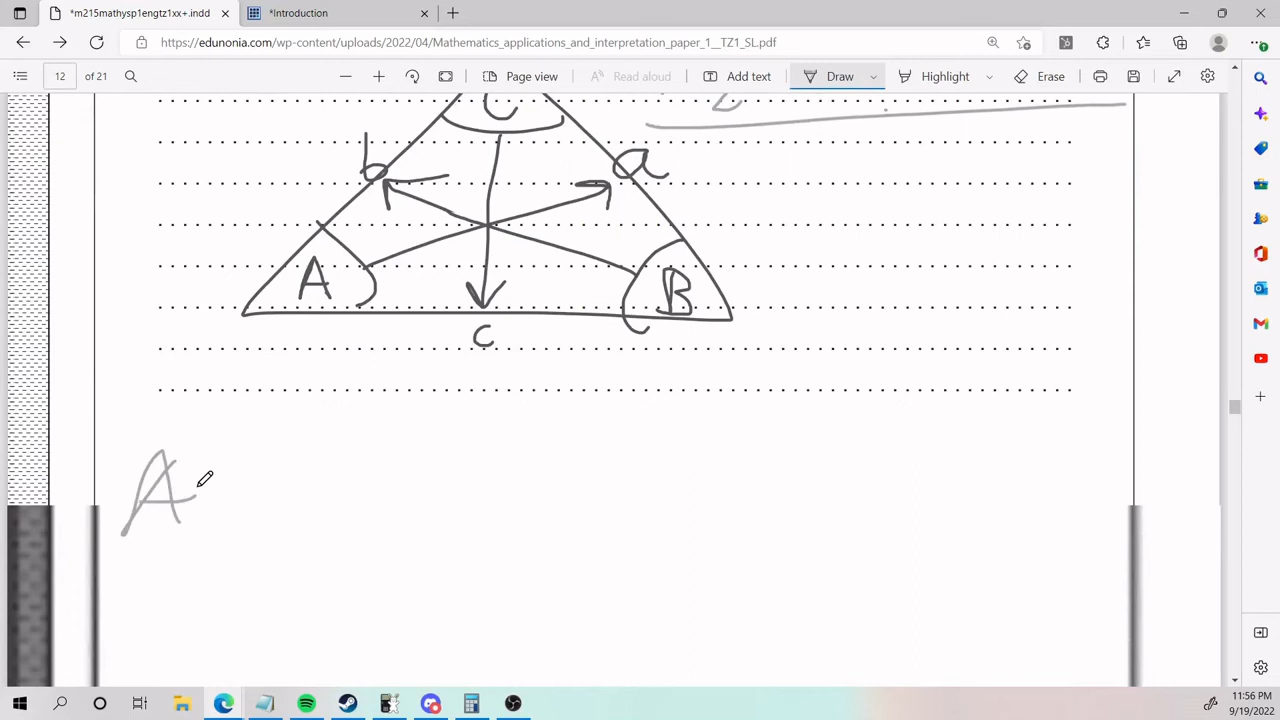 *m215mathysp1engtz1xx+.indd
*Introduction
https://edunonia.com/wp-content/uploads/2022/04/Mathematics_applications_and_interpretation_paper_1__TZ1_SL.pdf
12 of 21
Page view
Read aloud
Add text
Draw
Highlight
Erase
C
b
a
A
B
c
A
11:56 PM
9/19/2022